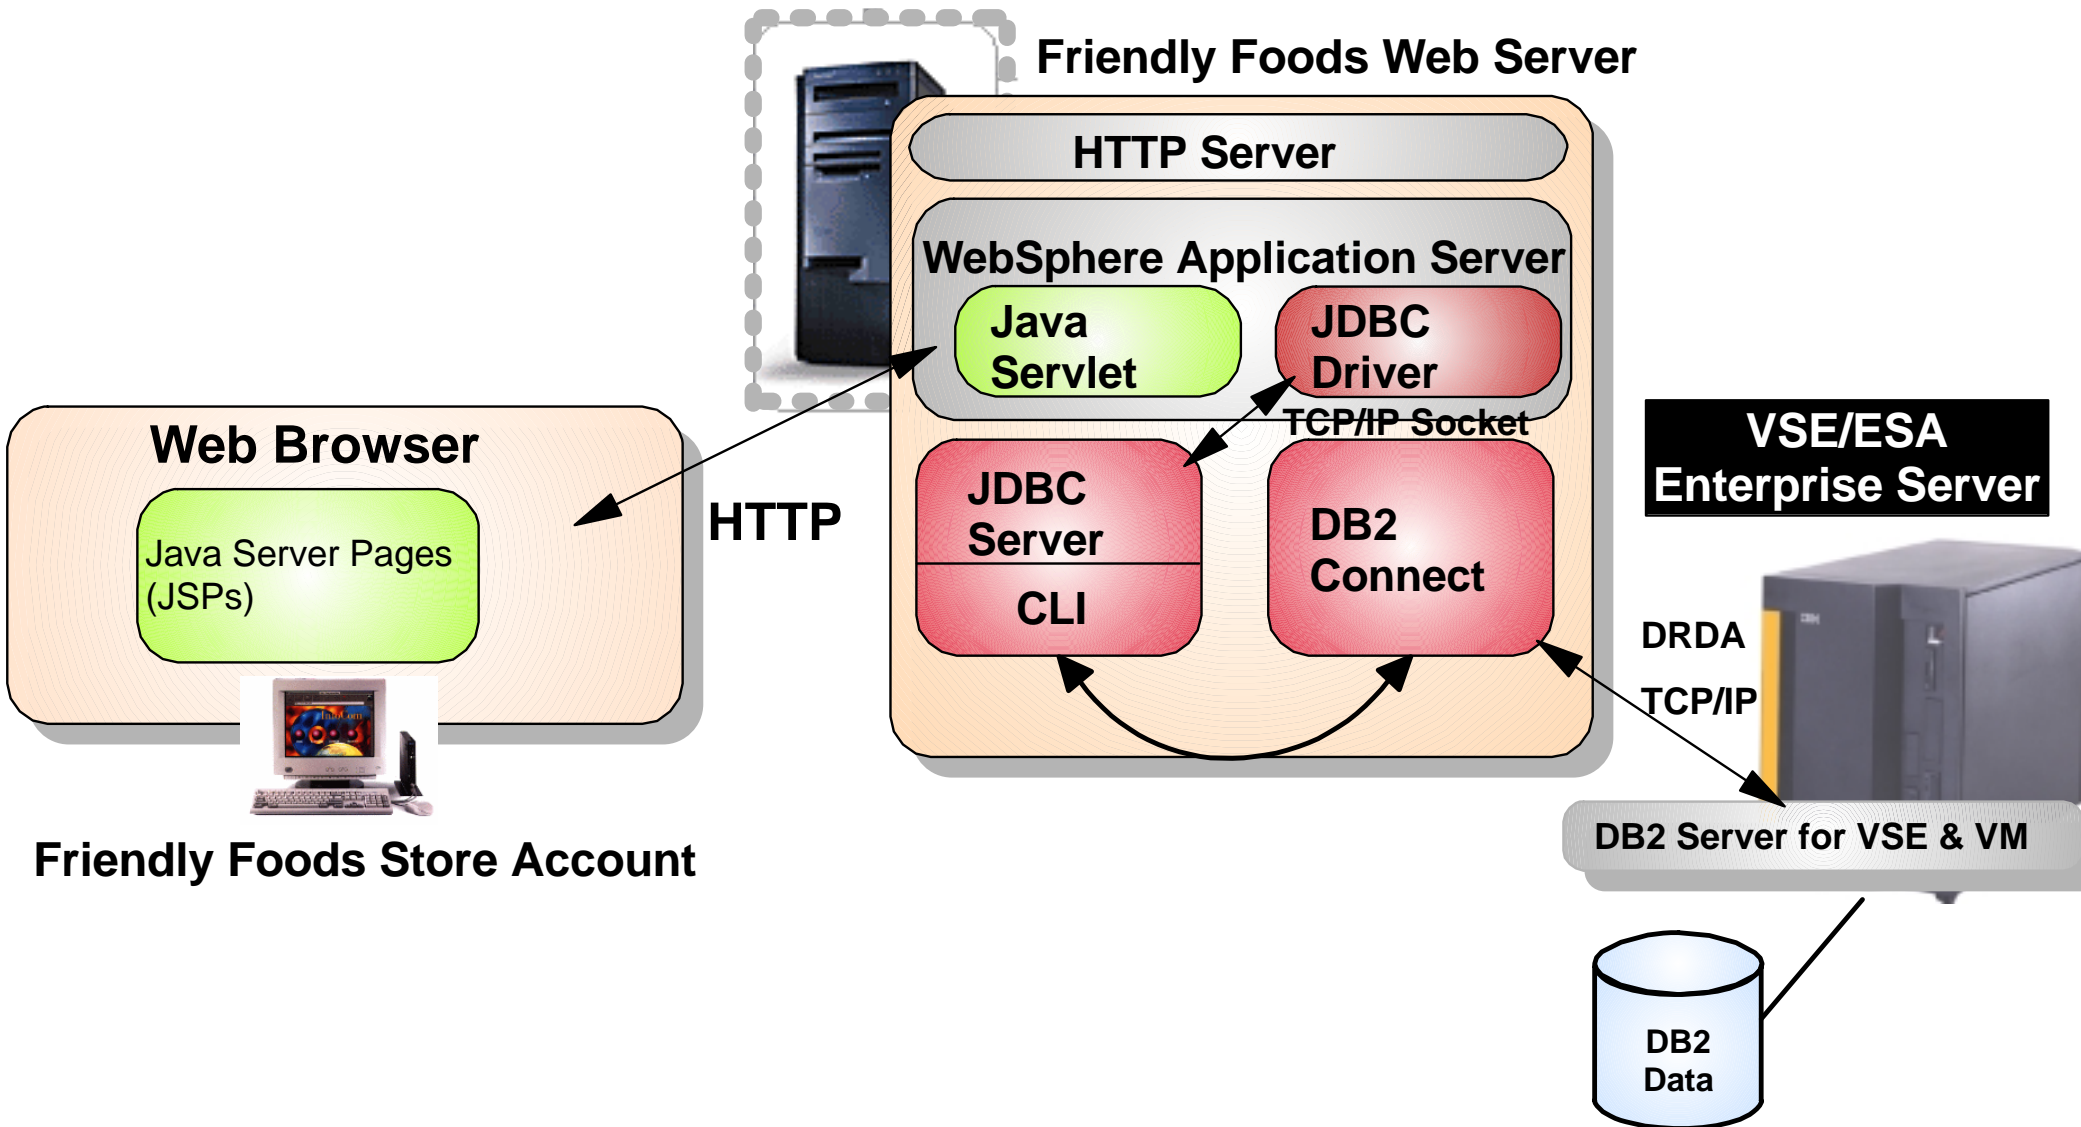 Friendly Foods Web Server
HTTP Server
WebSphere Application Server
Java
Servlet
JDBC
Driver
TCP/IP Socket
Web Browser
Java Server Pages
(JSPs)
HTTP
JDBC
Server
CLI
DB2
Connect
VSE/ESA
Enterprise Server
DRDA
TCP/IP
InfoCom
IBM
Friendly Foods Store Account
DB2 Server for VSE & VM
DB2
Data